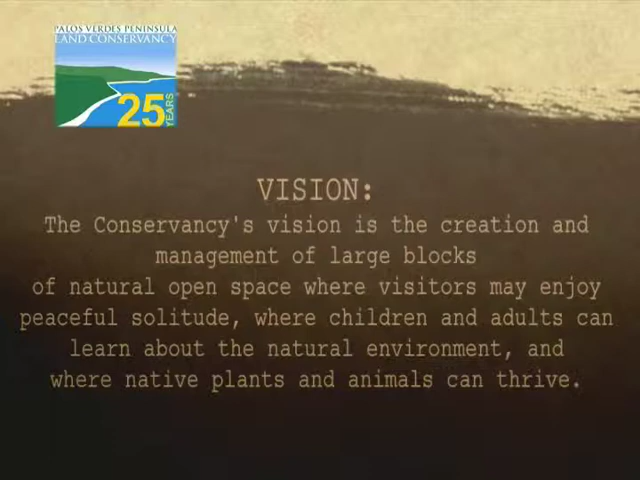 PALOS VERDES PENINSULA
LAND CONSERVANCY
25
YEARS
VISION:
The Conservancy's vision is the creation and
management of large blocks
of natural open space where visitors may enjoy
peaceful solitude, where children and adults can
learn about the natural environment, and
where native plants and animals can thrive.